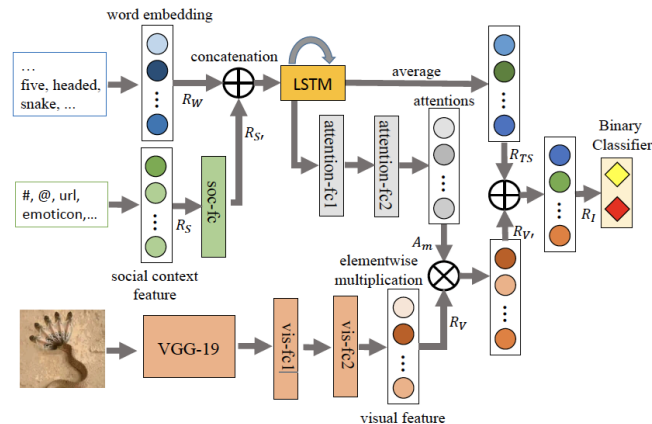 word embedding
…
five, headed,
snake, ...
R_W
concatenation
LSTM
average
R_S'
attentions
attention-fc1
attention-fc2
R_TS
Binary
Classifier
R_I
#, @, url,
emoticon,...
R_S
soc-fc
social context
feature
A_m
elementwise
multiplication
R_V'
R_V
VGG-19
vis-fc1
vis-fc2
visual feature